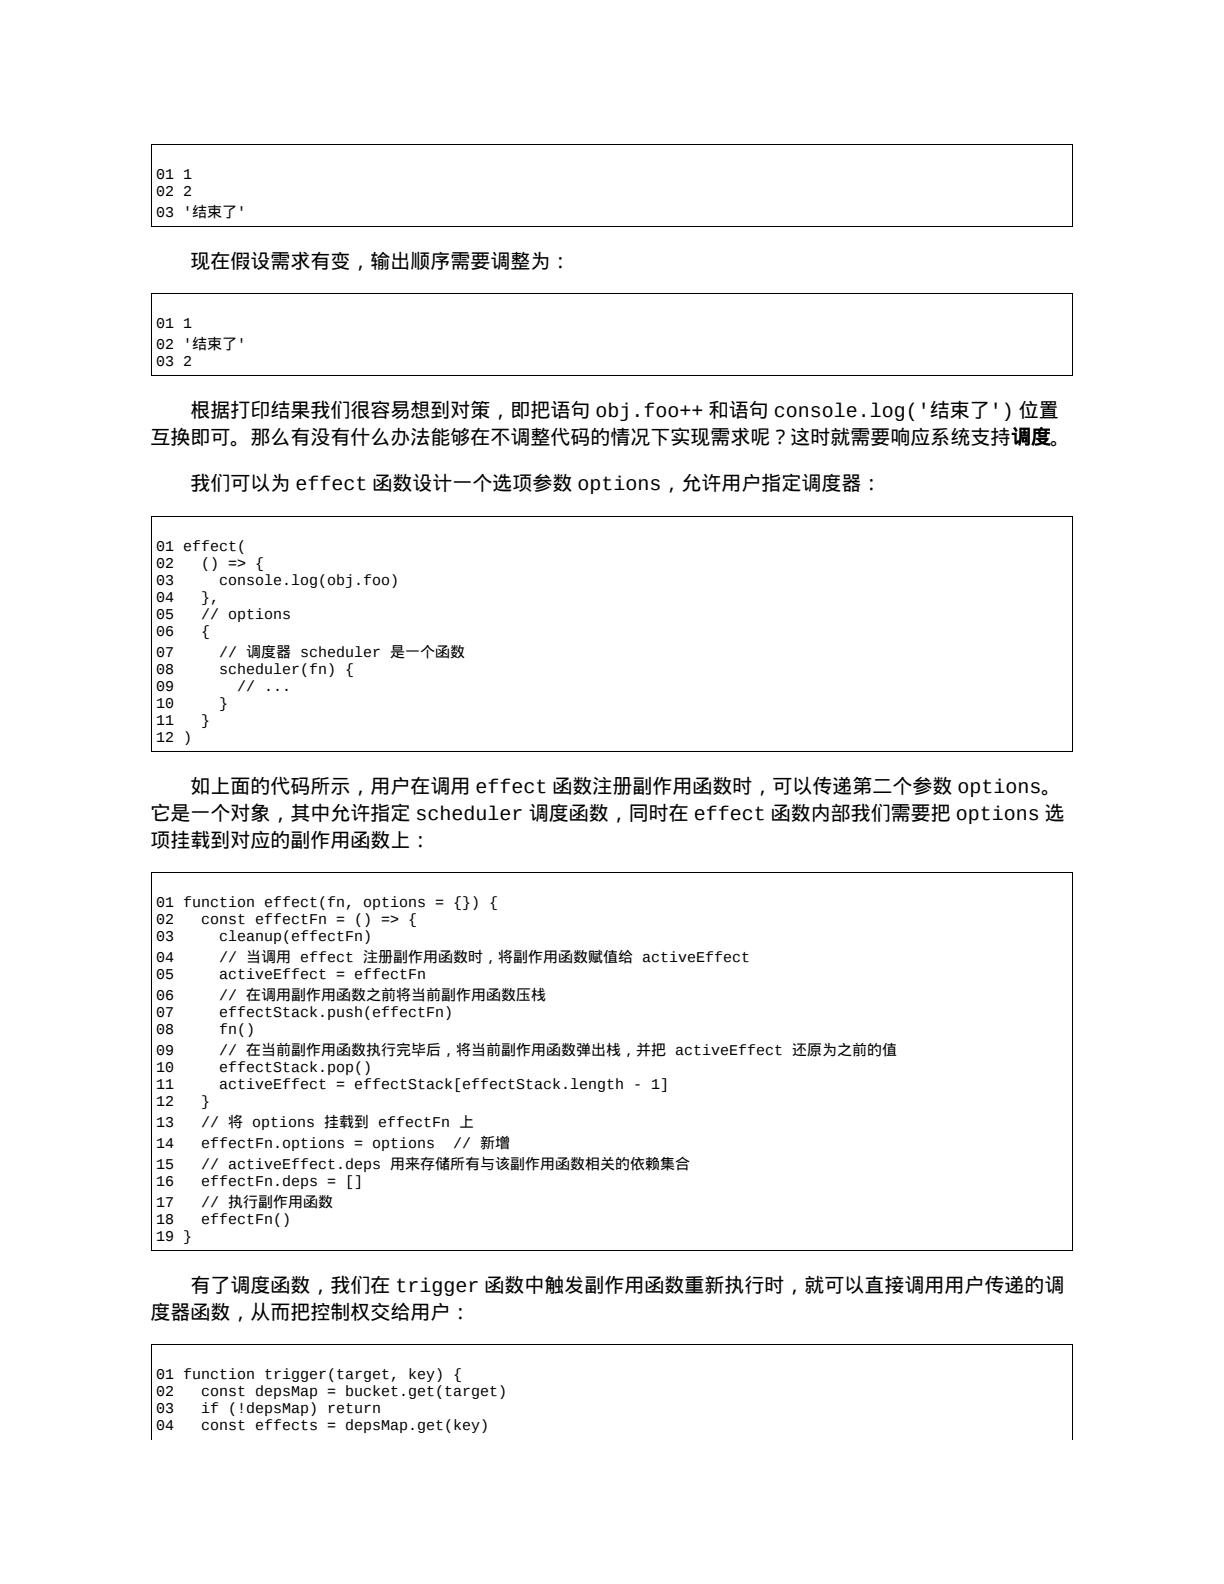 01 1
02 2
03 '结束了'
现在假设需求有变，输出顺序需要调整为：
01 1
02 '结束了'
03 2
根据打印结果我们很容易想到对策，即把语句 obj.foo++ 和语句 console.log('结束了') 位置
互换即可。那么有没有什么办法能够在不调整代码的情况下实现需求呢？这时就需要响应系统支持调度。
我们可以为 effect 函数设计一个选项参数 options，允许用户指定调度器：
01 effect(
02   () => {
03     console.log(obj.foo)
04   },
05   // options
06   {
07     // 调度器 scheduler 是一个函数
08     scheduler(fn) {
09       // ...
10     }
11   }
12 )
如上面的代码所示，用户在调用 effect 函数注册副作用函数时，可以传递第二个参数 options。
它是一个对象，其中允许指定 scheduler 调度函数，同时在 effect 函数内部我们需要把 options 选
项挂载到对应的副作用函数上：
01 function effect(fn, options = {}) {
02   const effectFn = () => {
03     cleanup(effectFn)
04     // 当调用 effect 注册副作用函数时，将副作用函数赋值给 activeEffect
05     activeEffect = effectFn
06     // 在调用副作用函数之前将当前副作用函数压栈
07     effectStack.push(effectFn)
08     fn()
09     // 在当前副作用函数执行完毕后，将当前副作用函数弹出栈，并把 activeEffect 还原为之前的值
10     effectStack.pop()
11     activeEffect = effectStack[effectStack.length - 1]
12   }
13   // 将 options 挂载到 effectFn 上
14   effectFn.options = options  // 新增
15   // activeEffect.deps 用来存储所有与该副作用函数相关的依赖集合
16   effectFn.deps = []
17   // 执行副作用函数
18   effectFn()
19 }
有了调度函数，我们在 trigger 函数中触发副作用函数重新执行时，就可以直接调用用户传递的调
度器函数，从而把控制权交给用户：
01 function trigger(target, key) {
02   const depsMap = bucket.get(target)
03   if (!depsMap) return
04   const effects = depsMap.get(key)